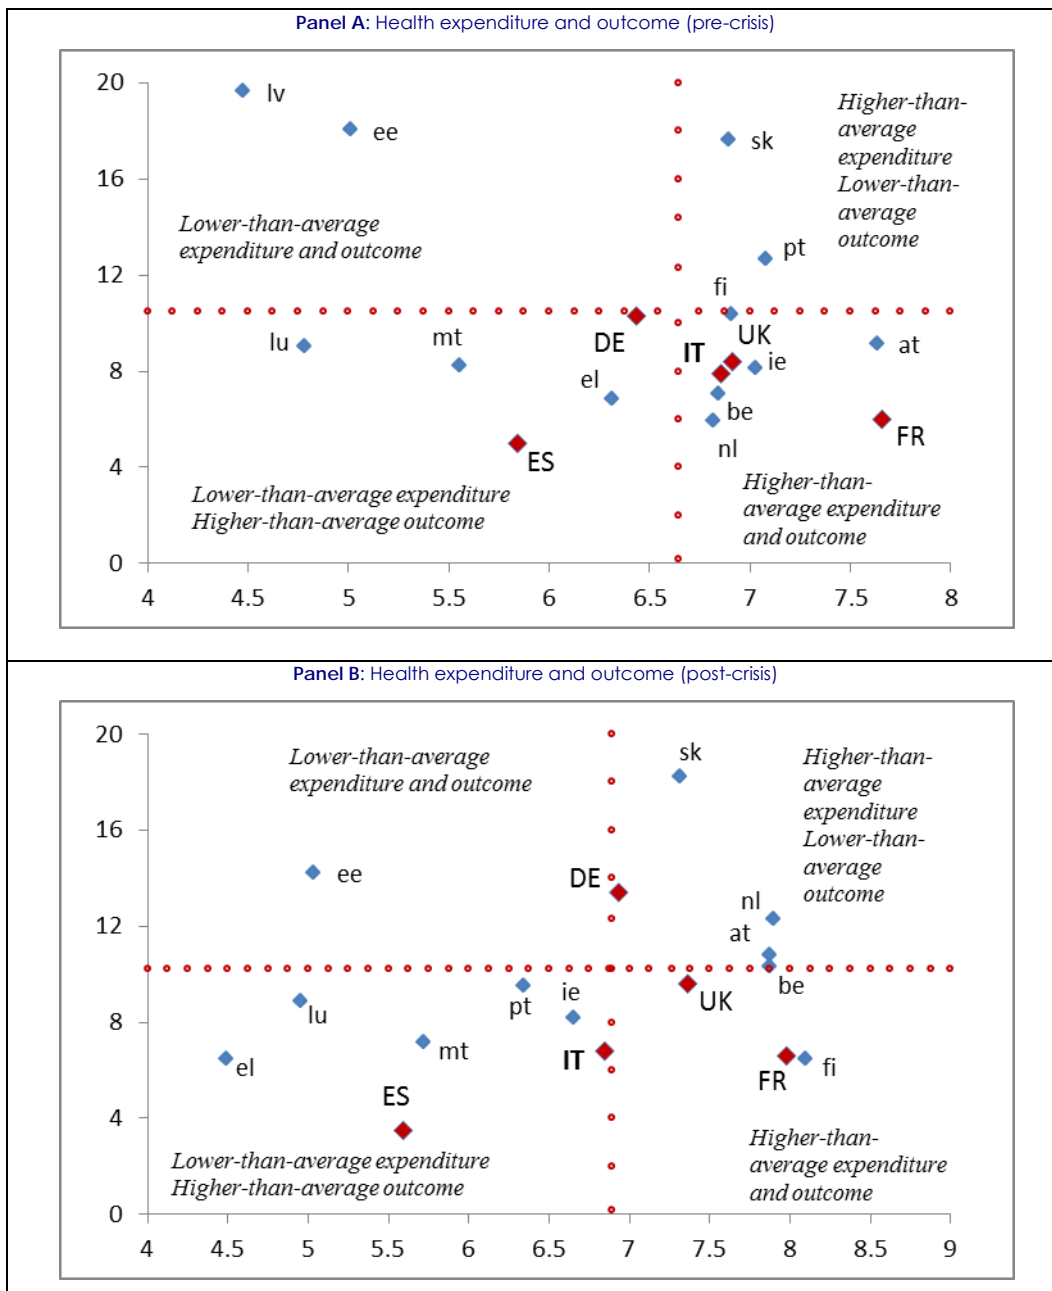 Panel A: Health expenditure and outcome (pre-crisis)
20
16
12
8
4
0
4
4.5
5
5.5
6
6.5
7
7.5
8
lv
ee
sk
pt
fi
Higher-than-
average
expenditure
Lower-than-
average
outcome
Lower-than-average
expenditure and outcome
lu
mt
DE
el
ES
IT
UK
ie
at
be
nl
FR
Lower-than-average expenditure
Higher-than-average outcome
Higher-than-
average expenditure
and outcome
Panel B: Health expenditure and outcome (post-crisis)
20
16
12
8
4
0
4
4.5
5
5.5
6
6.5
7
7.5
8
8.5
9
Lower-than-average
expenditure and outcome
sk
Higher-than-
average
expenditure
Lower-than-
average
outcome
ee
DE
nl
at
be
lu
el
mt
pt
ie
IT
UK
FR
fi
ES
Lower-than-average expenditure
Higher-than-average outcome
Higher-than-
average expenditure
and outcome